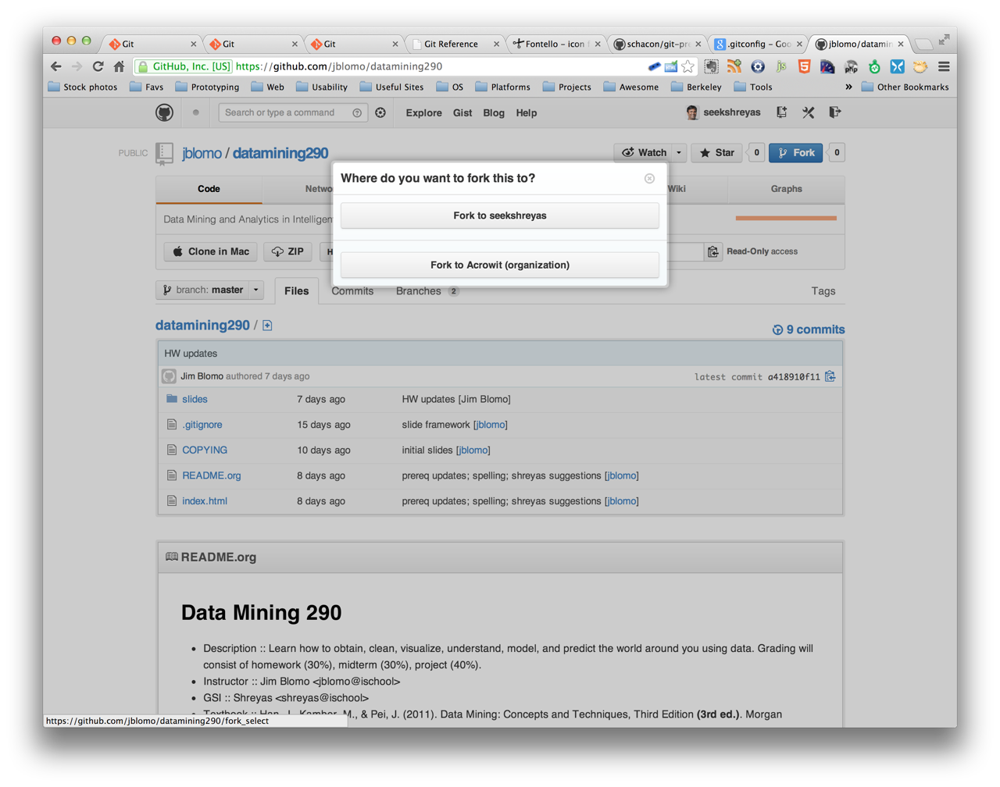 Git
Git
Git
Git Reference
Fontello – icon f
schacon/git-pre
.gitconfig – Goo
jblomo/datamin
GitHub, Inc. [US] https://github.com/jblomo/datamining290
Stock photos Favs Prototyping Web Usability Useful Sites OS Platforms Projects Awesome Berkeley Tools » Other Bookmarks
Search or type a command
Explore Gist Blog Help
seekshreyas
PUBLIC
jblomo / datamining290
Watch Star 0 Fork 0
Where do you want to fork this to?
Code Netwo Wiki Graphs
Data Mining and Analytics in Intelligen
Fork to seekshreyas
Clone in Mac ZIP H Read-Only access
Fork to Acrowit (organization)
branch: master Files Commits Branches 2 Tags
datamining290 /
9 commits
HW updates
Jim Blomo authored 7 days ago
latest commit a418910f11
slides 7 days ago HW updates [Jim Blomo]
.gitignore 15 days ago slide framework [jblomo]
COPYING 10 days ago initial slides [jblomo]
README.org 8 days ago prereq updates; spelling; shreyas suggestions [jblomo]
index.html 8 days ago prereq updates; spelling; shreyas suggestions [jblomo]
README.org
Data Mining 290
• Description :: Learn how to obtain, clean, visualize, understand, model, and predict the world around you using data. Grading will
consist of homework (30%), midterm (30%), project (40%).
• Instructor :: Jim Blomo <jblomo@ischool>
• GSI :: Shreyas <shreyas@ischool>
• Textbook :: Han, J., Kamber, M., & Pei, J. (2011). Data Mining: Concepts and Techniques, Third Edition (3rd ed.). Morgan
https://github.com/jblomo/datamining290/fork_select